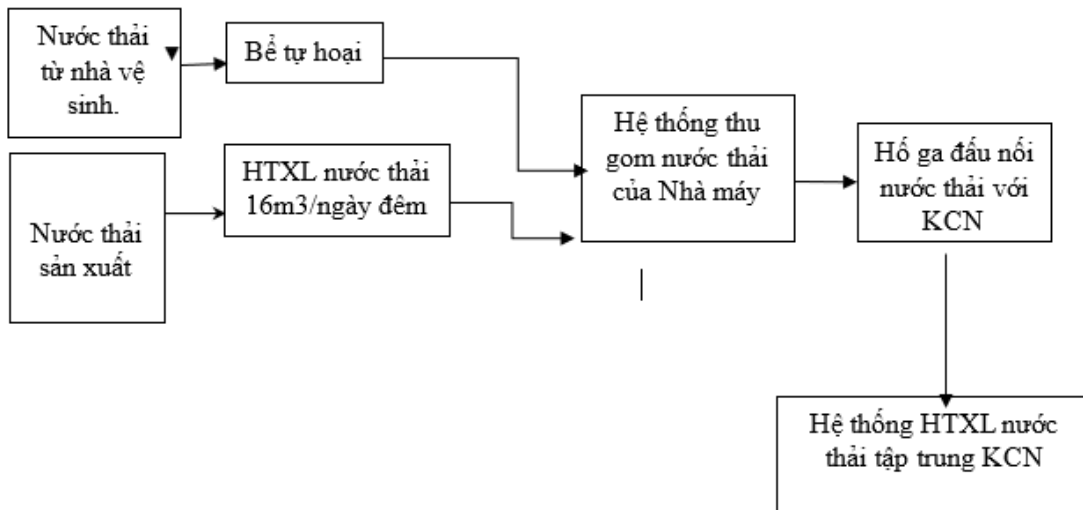 Nước thải
từ nhà vệ
sinh.
Bể tự hoại
Nước thải
sản xuất
HTXL nước thải
16m3/ngày đêm
Hệ thống thu
gom nước thải
của Nhà máy
Hố ga đấu nối
nước thải với
KCN
Hệ thống HTXL nước
thải tập trung KCN